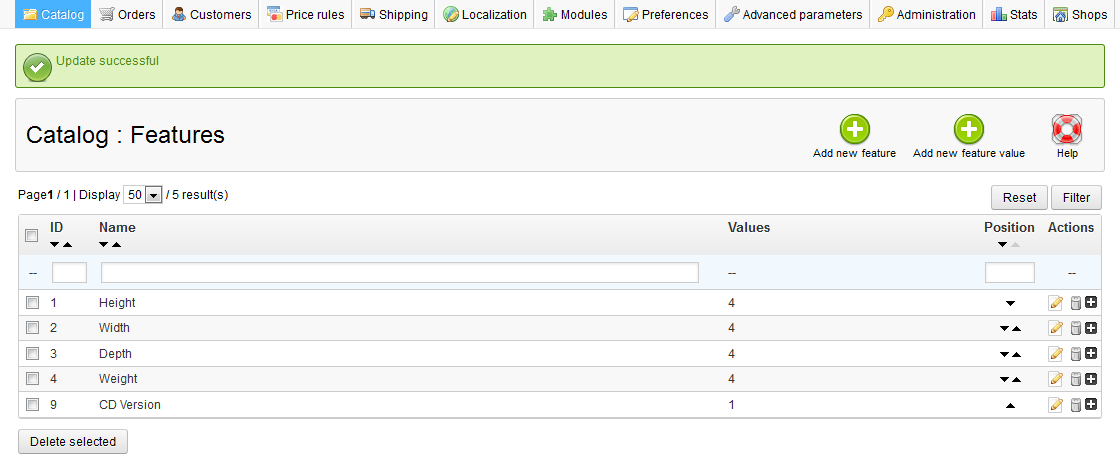 Catalog Orders Customers Price rules Shipping Localization Modules Preferences Advanced parameters Administration Stats Shops
Update successful
Catalog : Features
Add new feature Add new feature value Help
Page1 / 1 | Display 50 / 5 result(s)
Reset Filter
ID Name Values Position Actions
-- -- --
1 Height 4
2 Width 4
3 Depth 4
4 Weight 4
9 CD Version 1
Delete selected